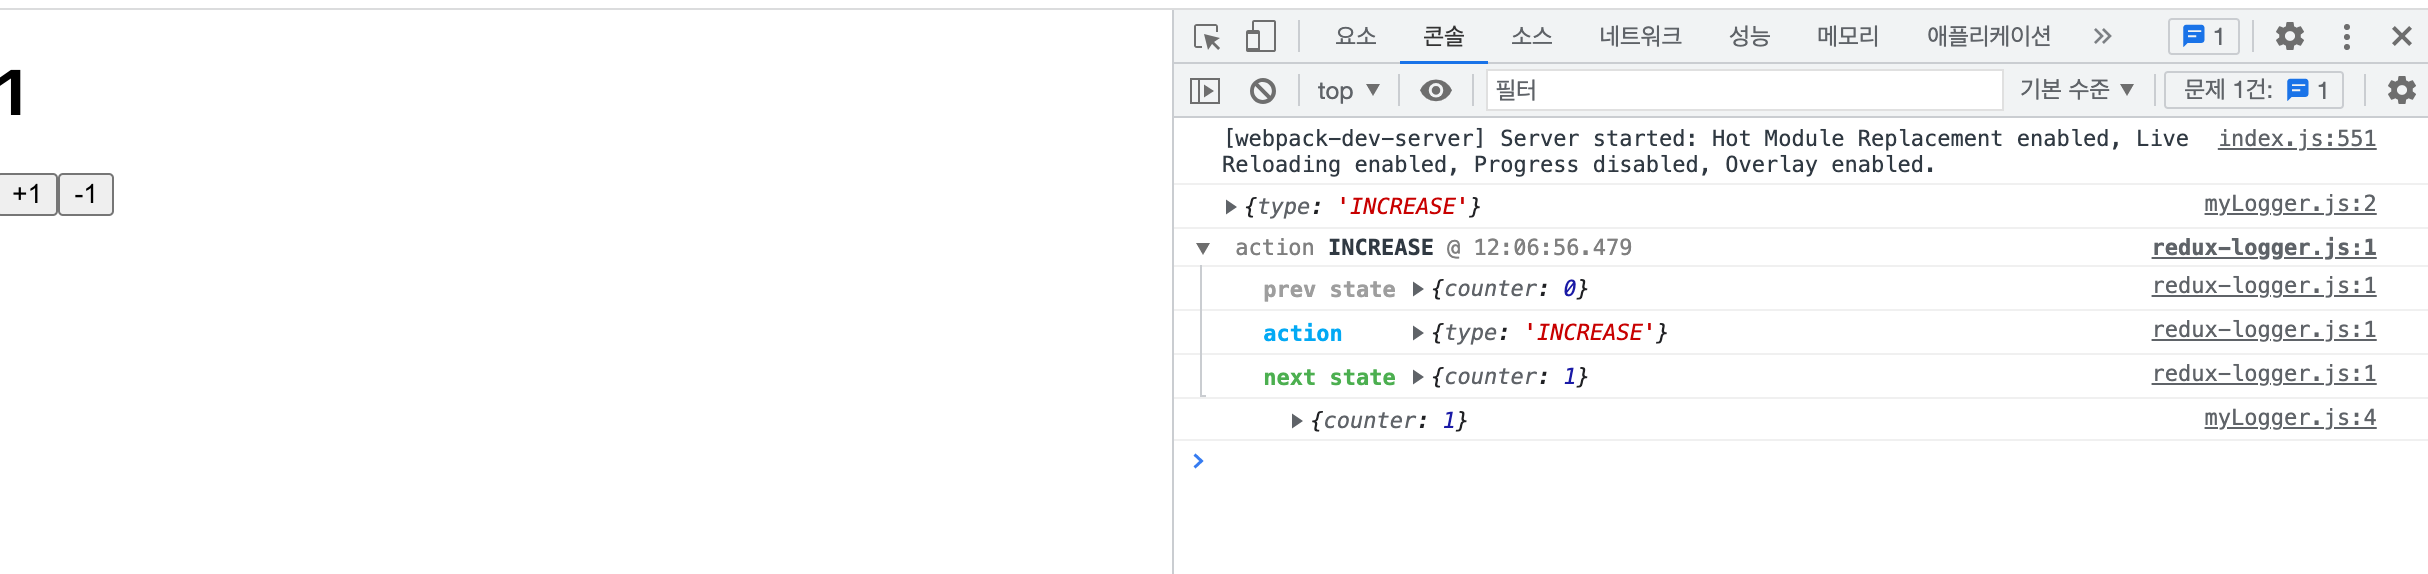 1
+1 -1
요소 콘솔 소스 네트워크 성능 메모리 애플리케이션 1
top 필터 기본 수준 문제 1건: 1
[webpack-dev-server] Server started: Hot Module Replacement enabled, Live index.js:551
Reloading enabled, Progress disabled, Overlay enabled.
{type: 'INCREASE'} myLogger.js:2
action INCREASE @ 12:06:56.479 redux-logger.js:1
prev state {counter: 0} redux-logger.js:1
action {type: 'INCREASE'} redux-logger.js:1
next state {counter: 1} redux-logger.js:1
{counter: 1} myLogger.js:4